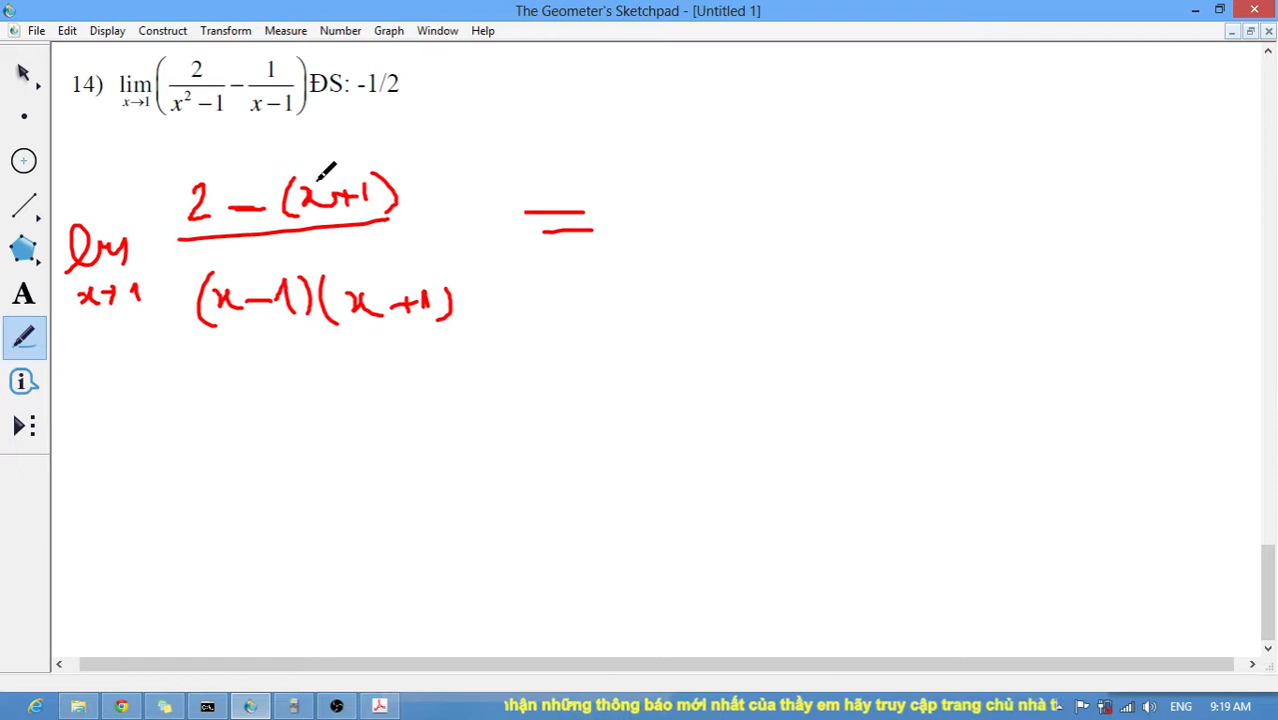 The Geometer's Sketchpad - [Untitled 1]
File Edit Display Construct Transform Measure Number Graph Window Help
14) lim x→1 (2/(x² − 1) − 1/(x − 1)) ĐS: -1/2
2 − (x+1)
lim
x→1
(x−1)(x+1)
=
A
nhận những thông báo mới nhất của thầy em hãy truy cập trang chủ nhà t
ENG 9:19 AM